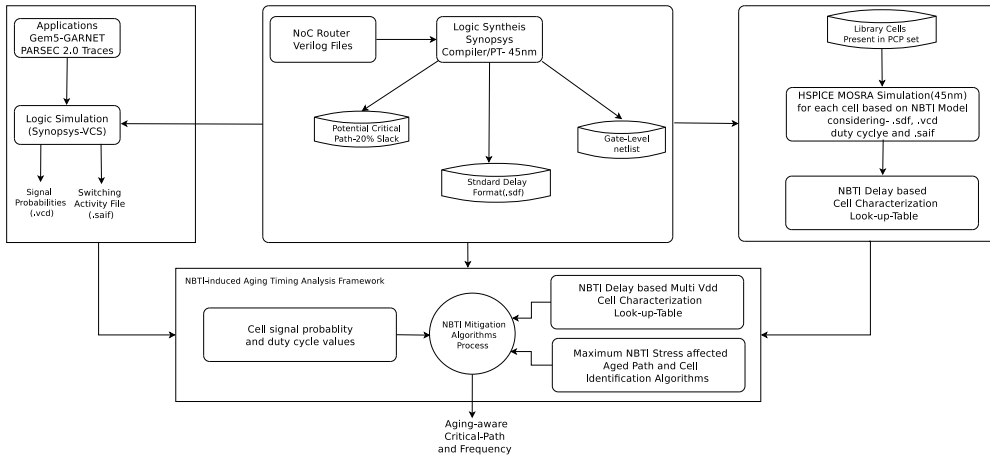 Applications
Gem5-GARNET
PARSEC 2.0 Traces
Logic Simulation
(Synopsys-VCS)
Signal
Probabilities
(.vcd)
Switching
Activity File
(.saif)
NoC Router
Verilog Files
Logic Syntheis
Synopsys
Compiler/PT- 45nm
Potential Critical
Path-20% Slack
Stndard Delay
Format(.sdf)
Gate-Level
netlist
Library Cells
Present in PCP set
HSPICE MOSRA Simulation(45nm)
for each cell based on NBTI Model
considering- .sdf, .vcd
duty cyclye and .saif
NBTI Delay based
Cell Characterization
Look-up-Table
NBTI-induced Aging Timing Analysis Framework
Cell signal probablity
and duty cycle values
NBTI Mitigation
Algorithms
Process
NBTI Delay based Multi Vdd
Cell Characterization
Look-up-Table
Maximum NBTI Stress affected
Aged Path and Cell
Identification Algorithms
Aging-aware
Critical-Path
and Frequency